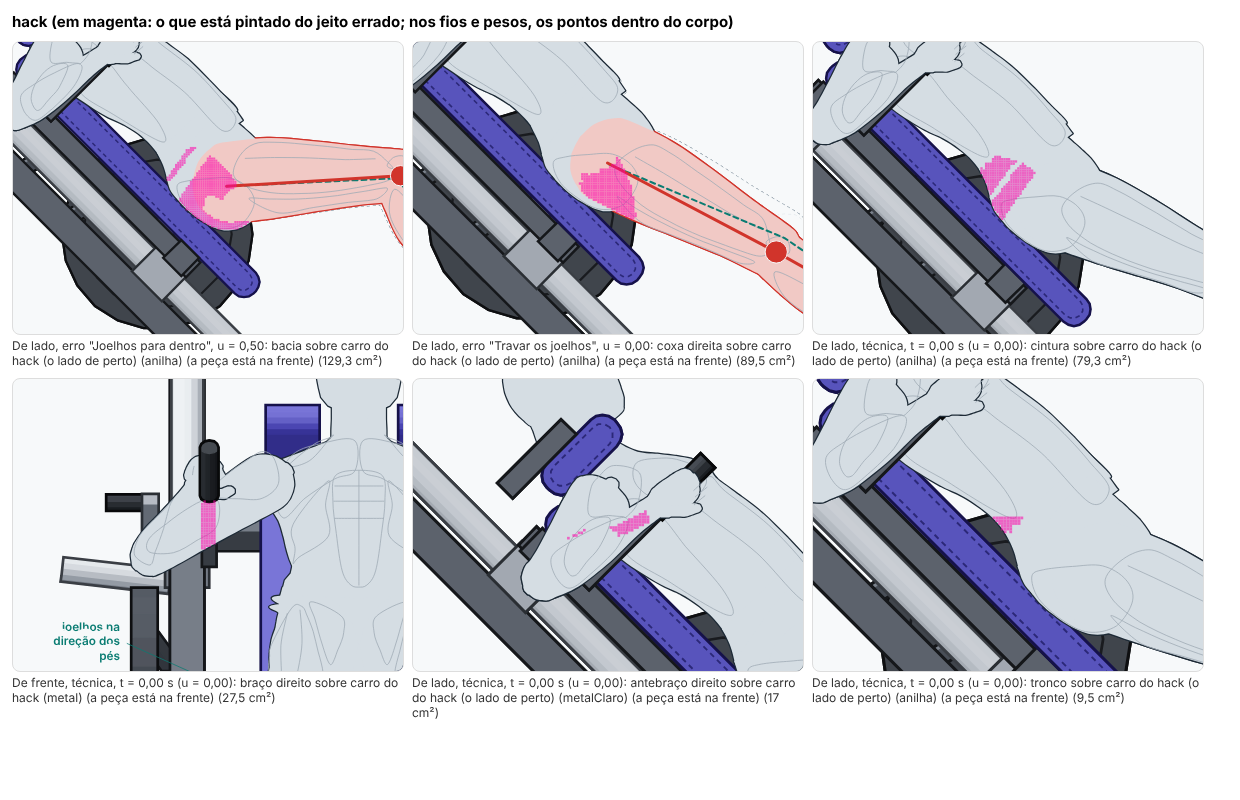 hack (em magenta: o que está pintado do jeito errado; nos fios e pesos, os pontos dentro do corpo)
De lado, erro "Joelhos para dentro", u = 0,50: bacia sobre carro do
hack (o lado de perto) (anilha) (a peça está na frente) (129,3 cm²)
De lado, erro "Travar os joelhos", u = 0,00: coxa direita sobre carro
do hack (o lado de perto) (anilha) (a peça está na frente) (89,5 cm²)
De lado, técnica, t = 0,00 s (u = 0,00): cintura sobre carro do hack (o
lado de perto) (anilha) (a peça está na frente) (79,3 cm²)
joelhos na
direção dos
pés
De frente, técnica, t = 0,00 s (u = 0,00): braço direito sobre carro do
hack (metal) (a peça está na frente) (27,5 cm²)
De lado, técnica, t = 0,00 s (u = 0,00): antebraço direito sobre carro
do hack (o lado de perto) (metalClaro) (a peça está na frente) (17
cm²)
De lado, técnica, t = 0,00 s (u = 0,00): tronco sobre carro do hack (o
lado de perto) (anilha) (a peça está na frente) (9,5 cm²)